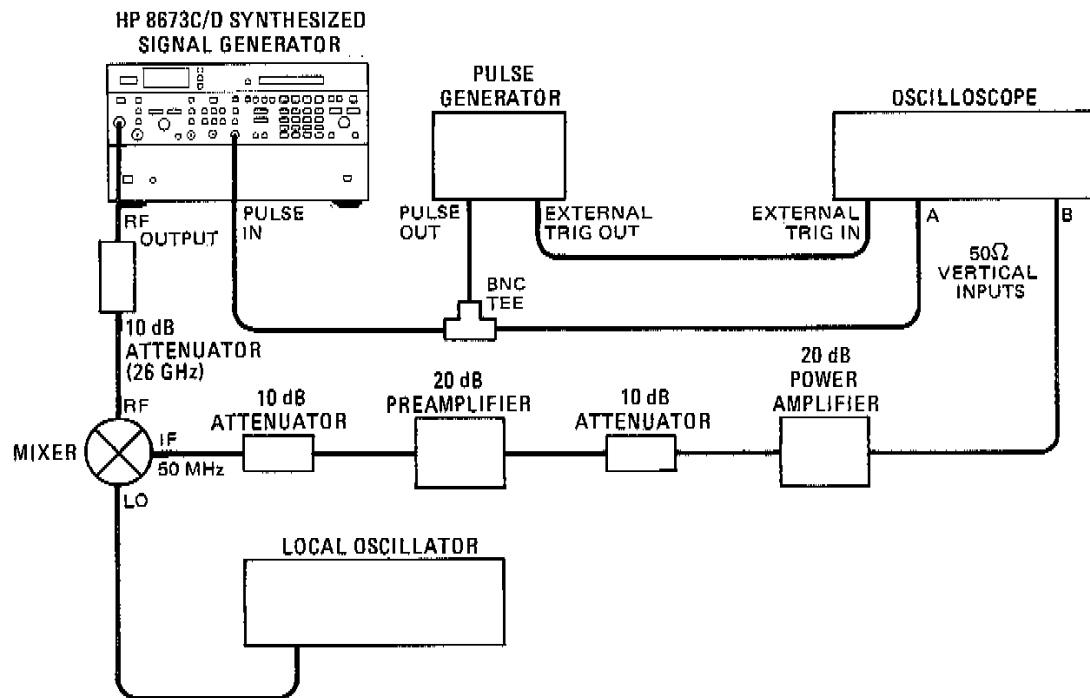 HP 8673C/D SYNTHESIZED
SIGNAL GENERATOR
PULSE
GENERATOR
OSCILLOSCOPE
RF
OUTPUT
PULSE
IN
PULSE
OUT
EXTERNAL
TRIG OUT
EXTERNAL
TRIG IN
A
B
50Ω
VERTICAL
INPUTS
BNC
TEE
10 dB
ATTENUATOR
(26 GHz)
RF
MIXER
IF
50 MHz
LO
10 dB
ATTENUATOR
20 dB
PREAMPLIFIER
10 dB
ATTENUATOR
20 dB
POWER
AMPLIFIER
LOCAL OSCILLATOR